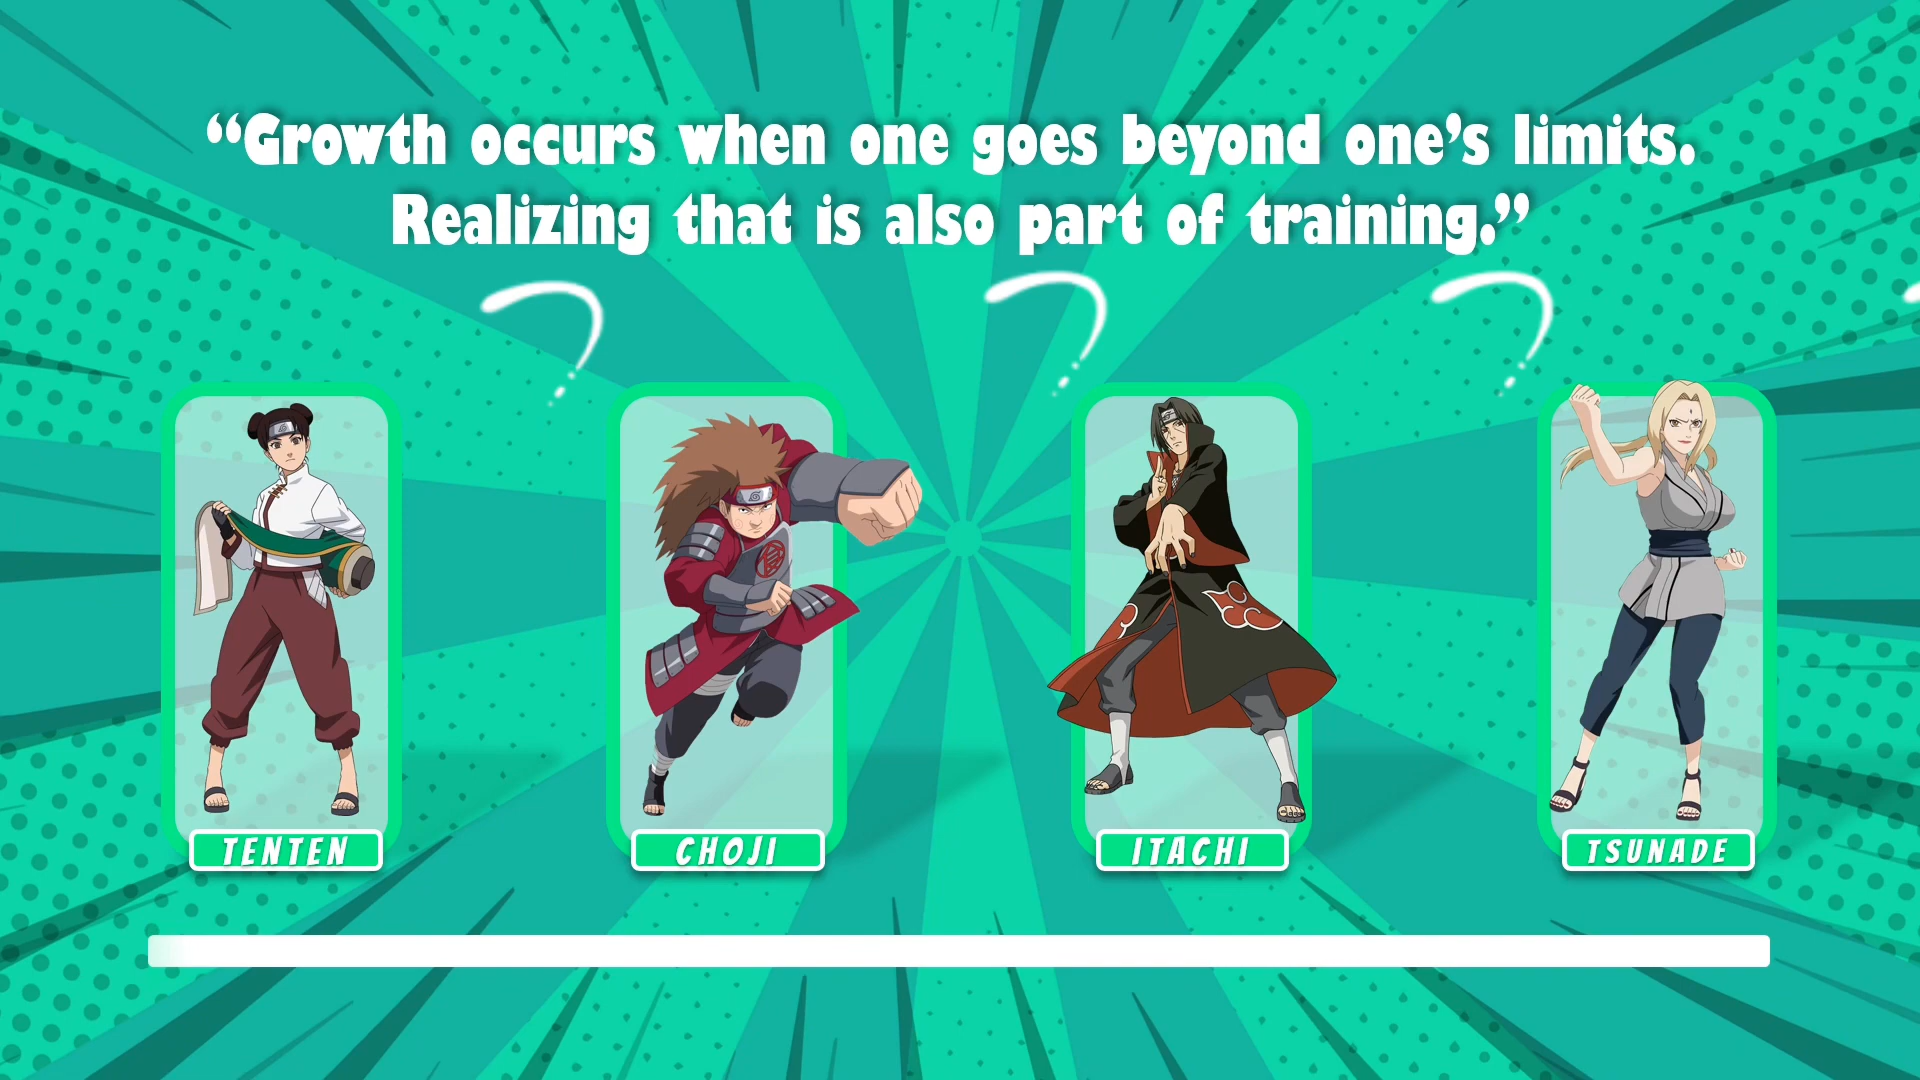 “Growth occurs when one goes beyond one’s limits.
Realizing that is also part of training.”
? ? ?
TENTEN
CHOJI
ITACHI
TSUNADE